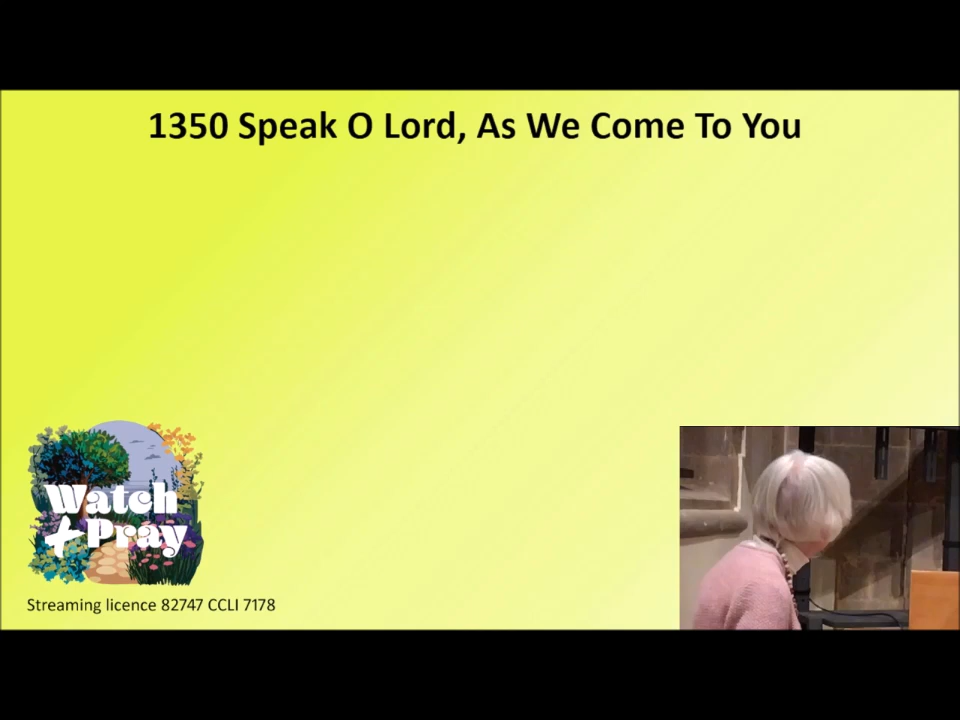 1350 Speak O Lord, As We Come To You
Watch
+Pray
Streaming licence 82747 CCLI 7178